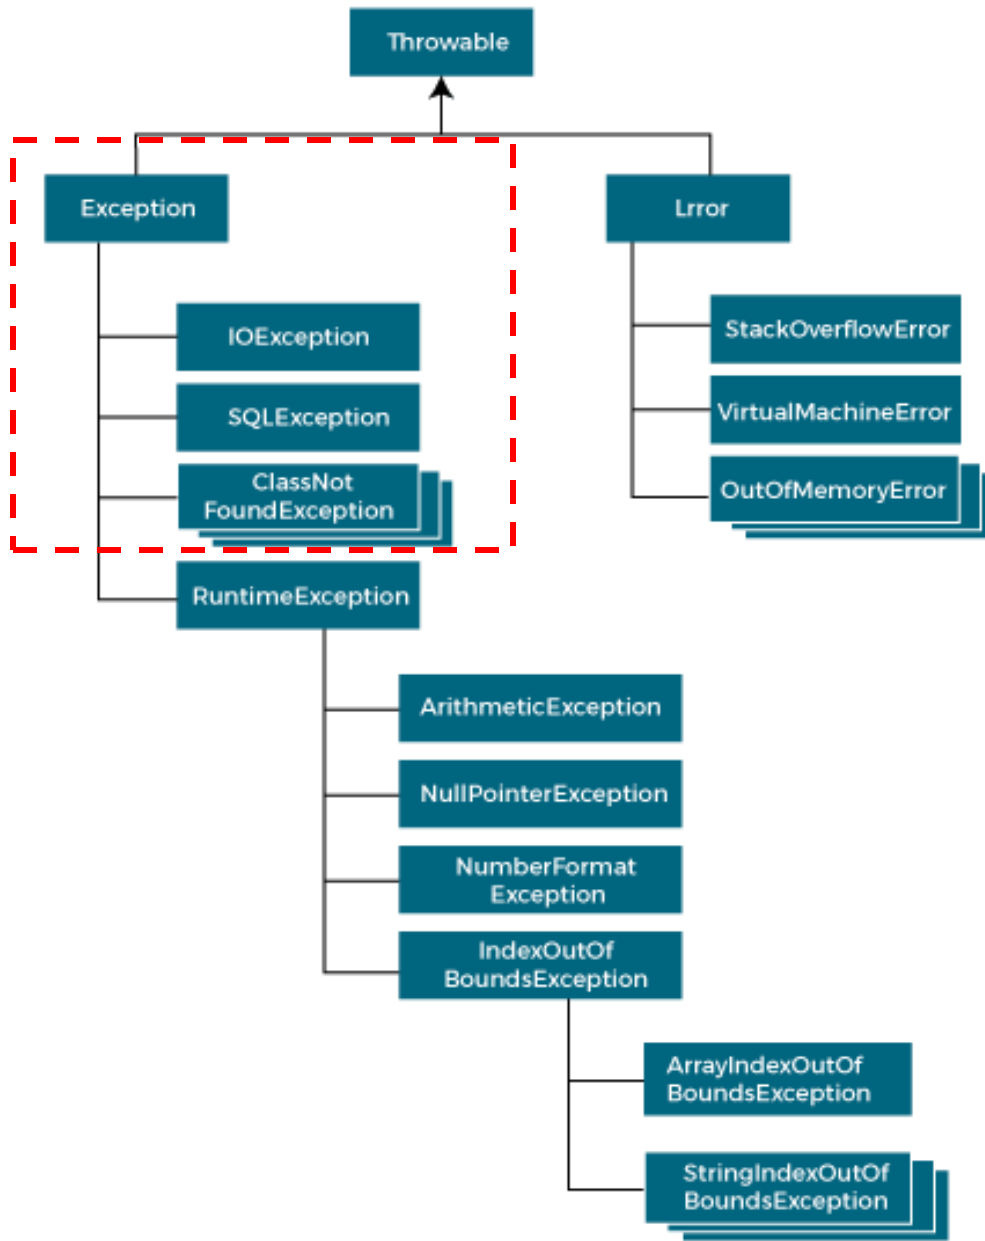 Throwable
Exception
Lrror
IOException
StackOverflowError
SQLException
VirtualMachineError
ClassNot
FoundException
OutOfMemoryError
RuntimeException
ArithmeticException
NullPointerException
NumberFormat
Exception
IndexOutOf
BoundsException
ArrayIndexOutOf
BoundsException
StringIndexOutOf
BoundsException